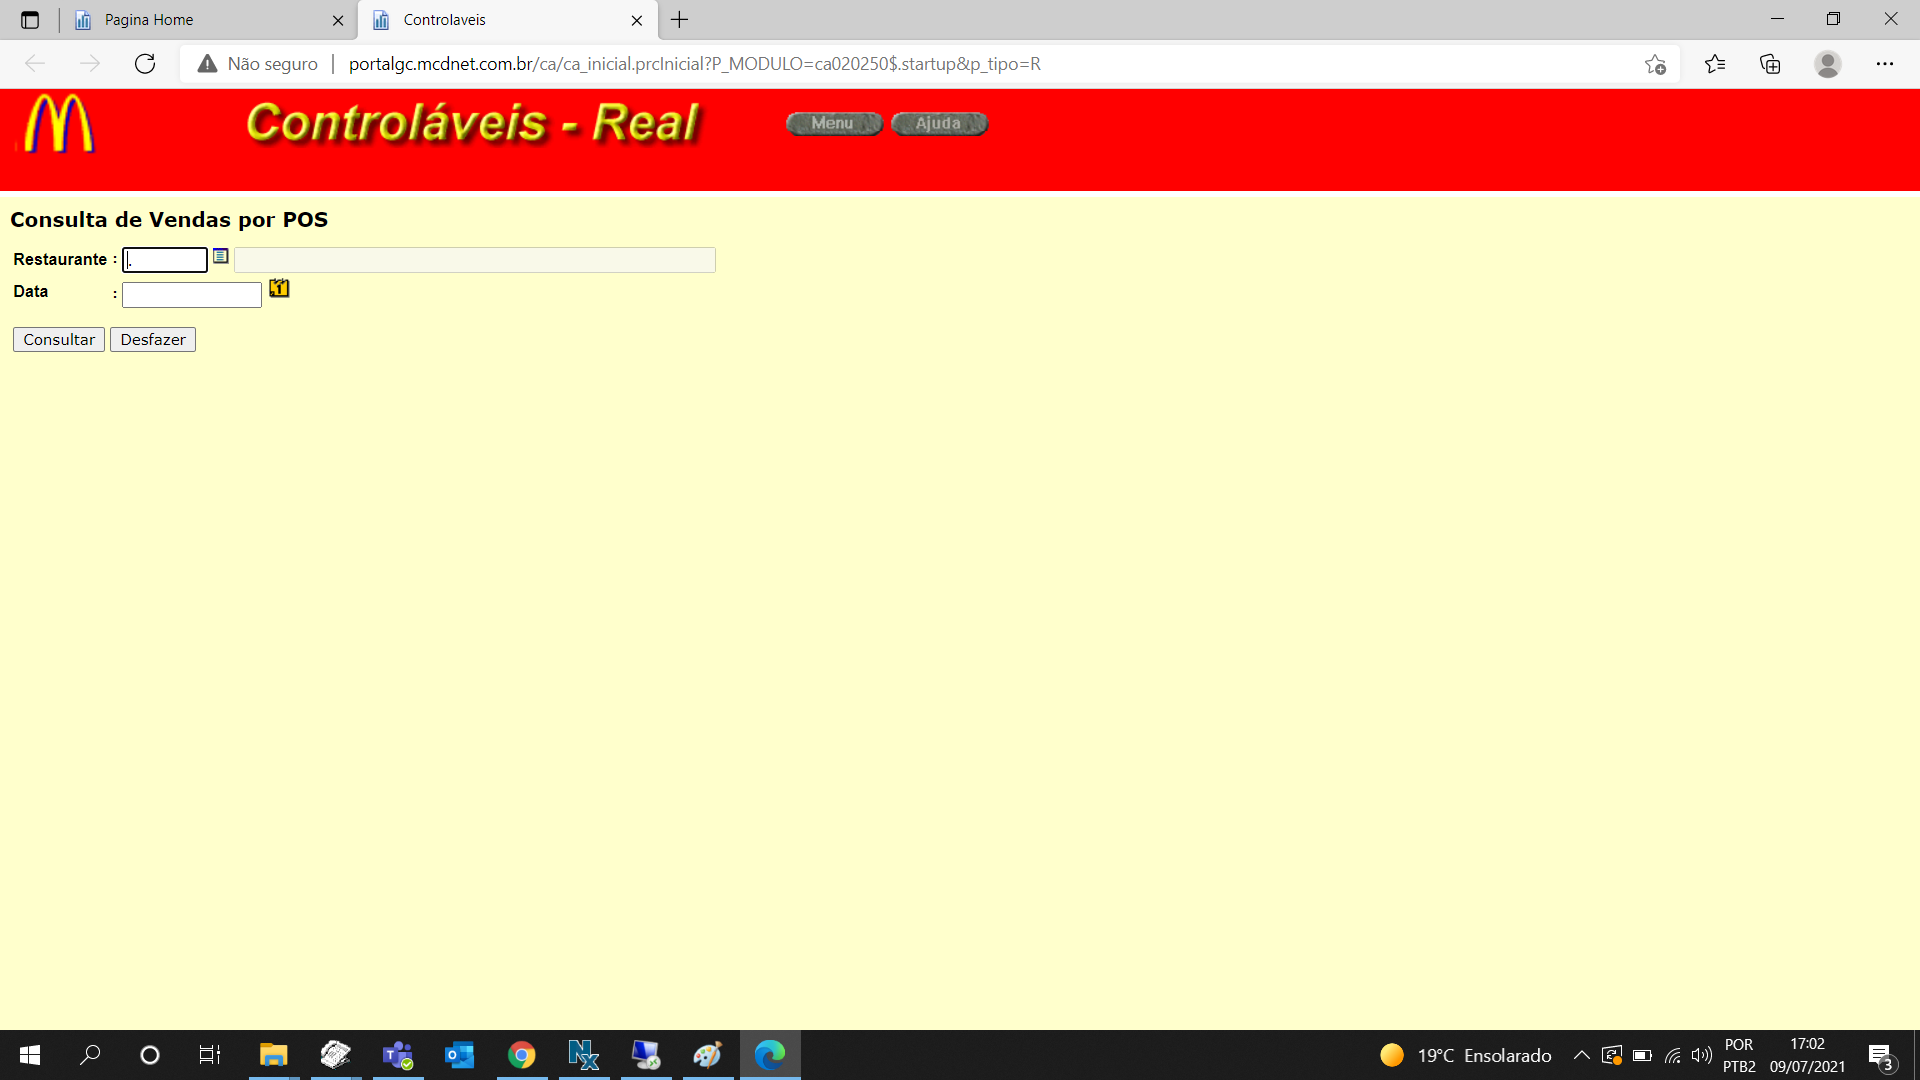 Pagina Home
Controlaveis
Não seguro
portalgc.mcdnet.com.br/ca/ca_inicial.prcInicial?P_MODULO=ca020250$.startup&p_tipo=R
Controláveis - Real
Menu
Ajuda
Consulta de Vendas por POS
Restaurante : .
Data :
Consultar
Desfazer
19°C Ensolarado
POR
PTB2
17:02
09/07/2021
3